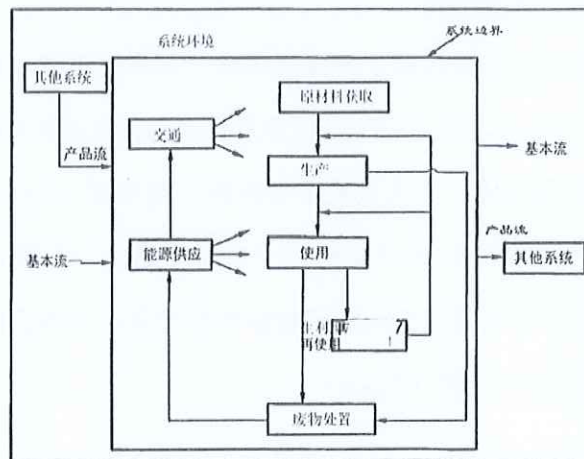 系统环境
系统边界
其他系统
原材料获取
交通
产品流
基本流
生产
产品流
基本流
能源供应
使用
其他系统
再使用
废物处置